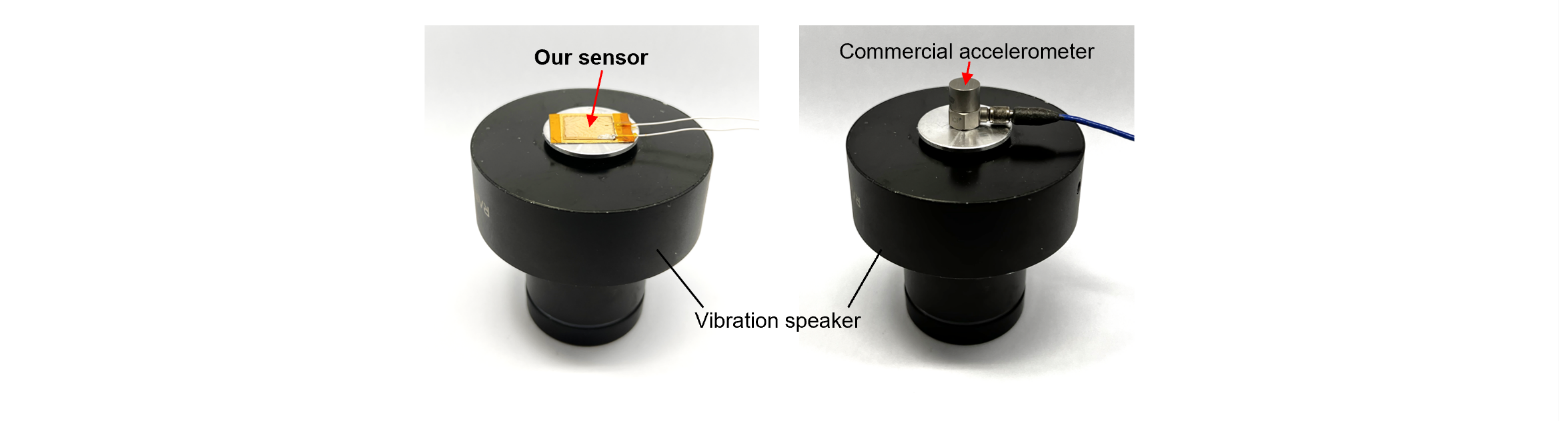 Our sensor
Commercial accelerometer
Vibration speaker